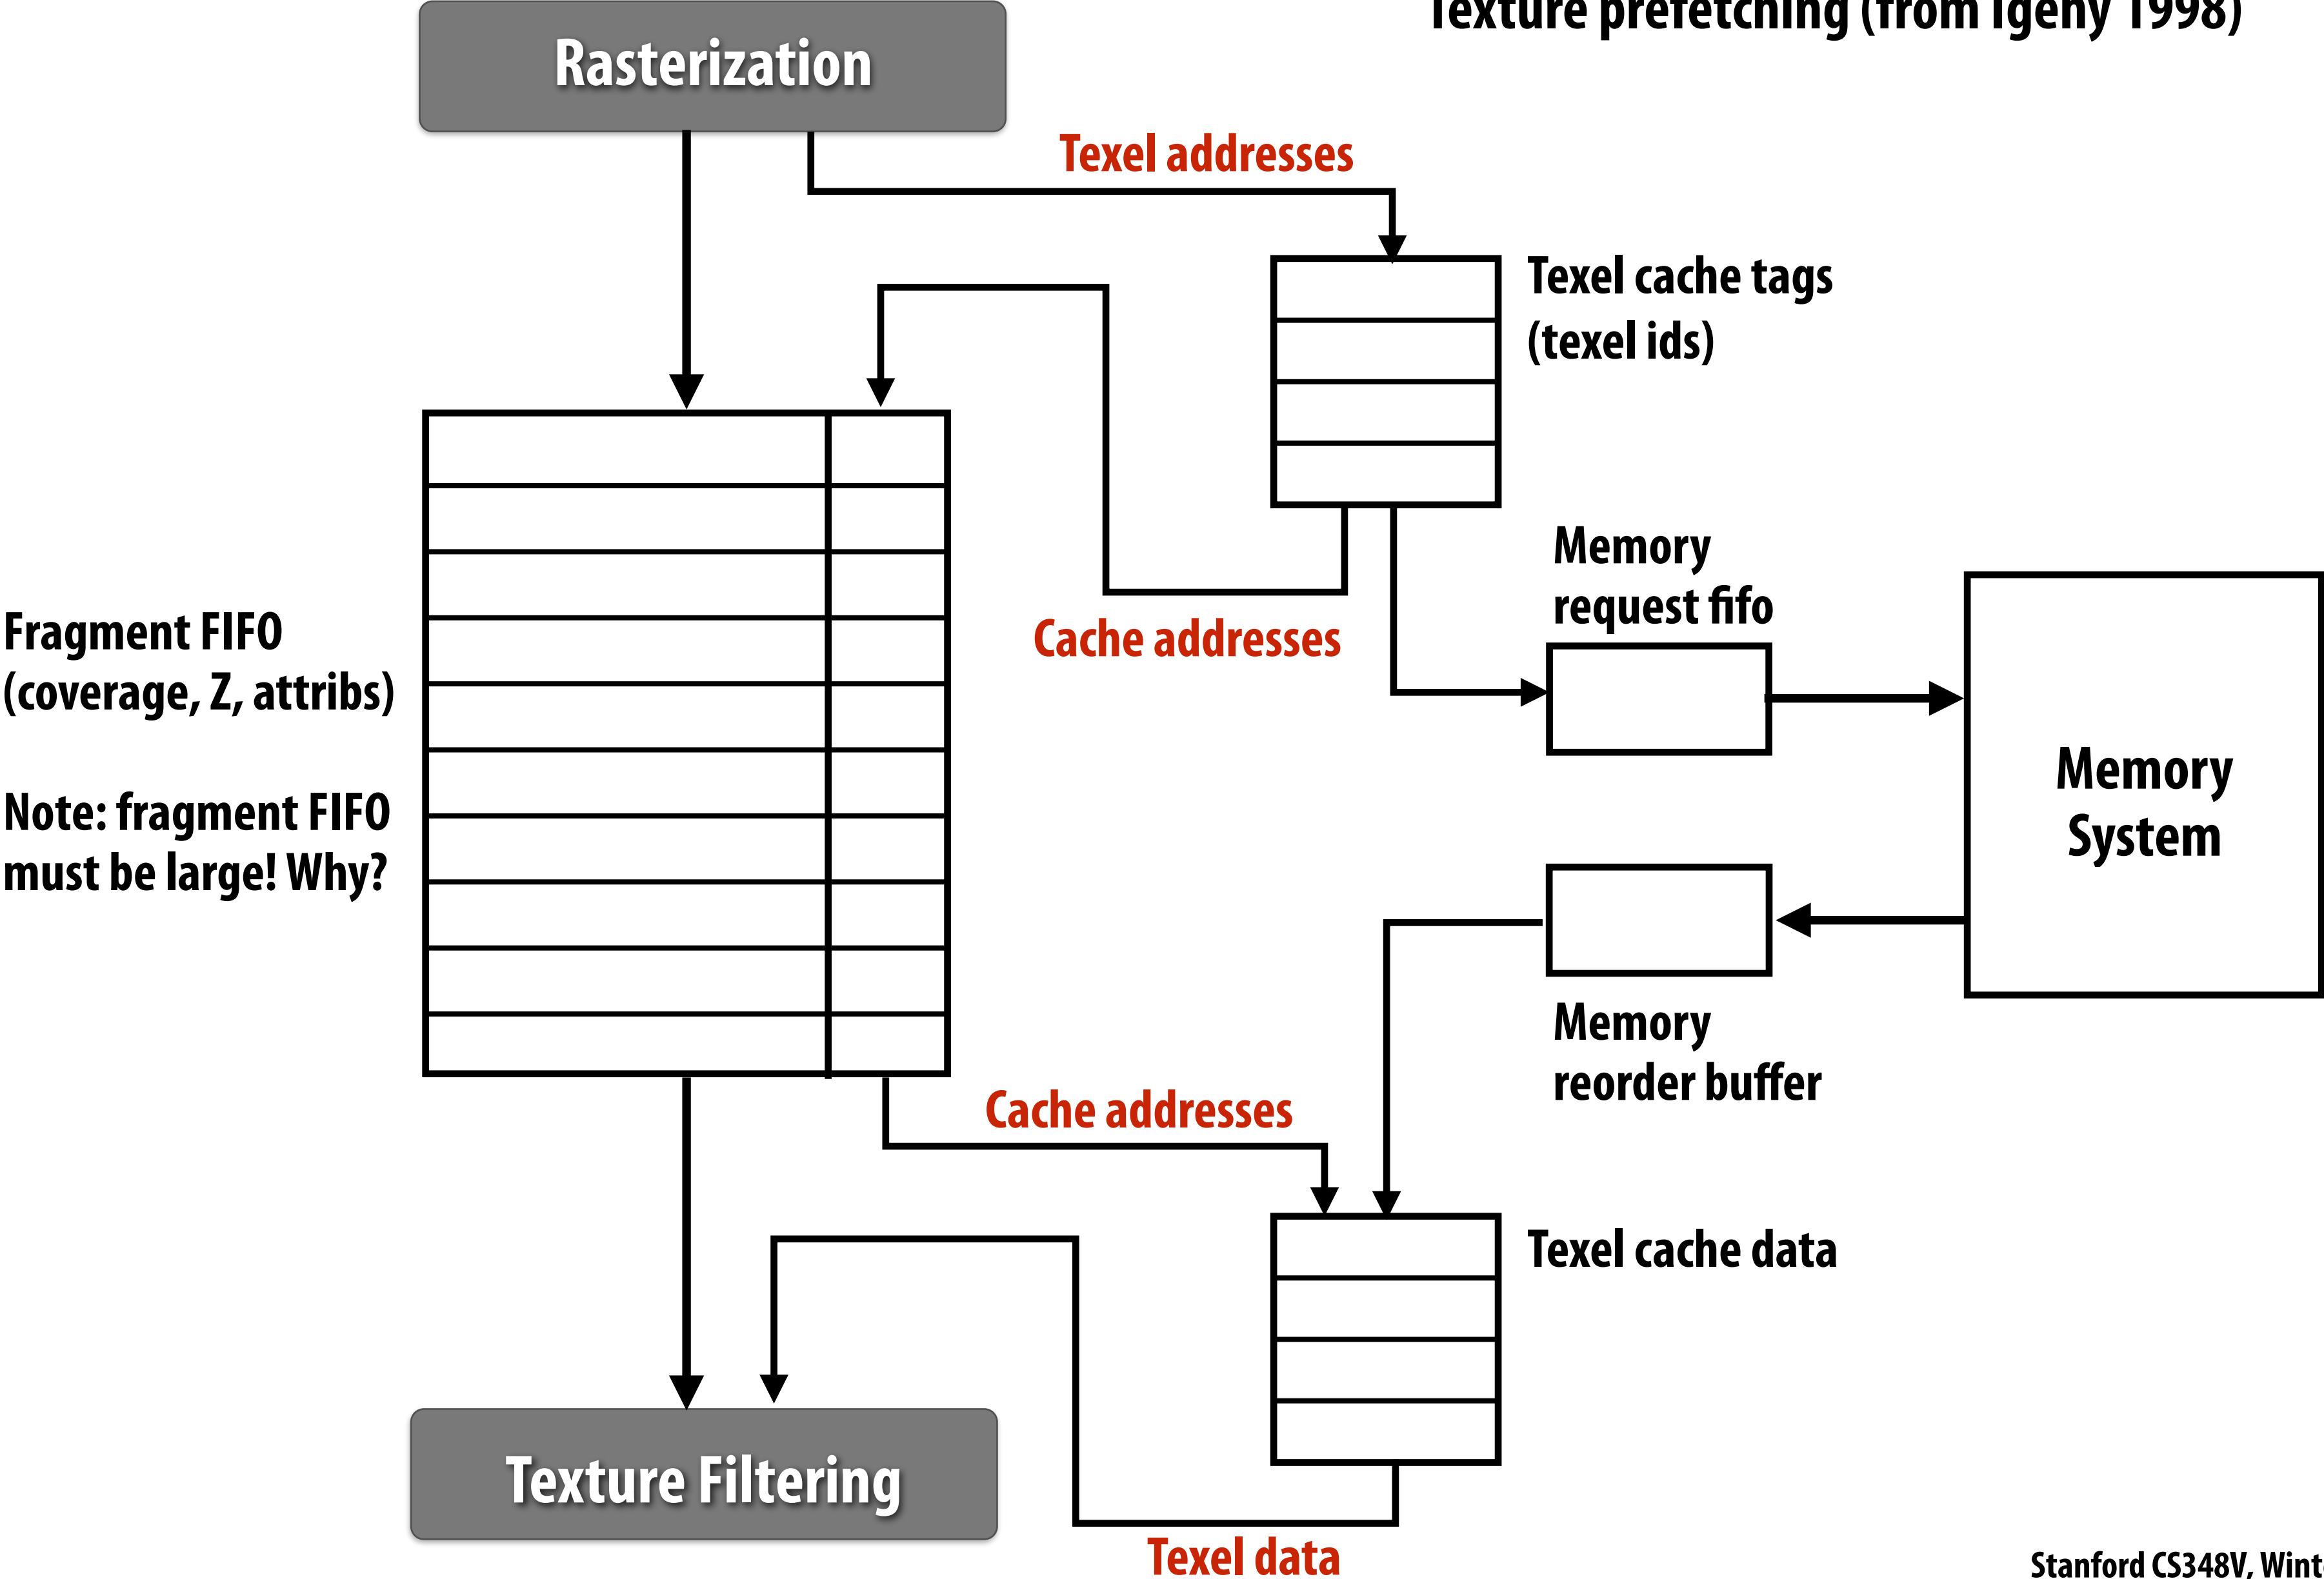 Texture prefetching (from Igehy 1998)
Rasterization
Texel addresses
Texel cache tags
(texel ids)
Memory
request fifo
Cache addresses
Fragment FIFO
(coverage, Z, attribs)
Note: fragment FIFO
must be large! Why?
Memory
System
Memory
reorder buffer
Cache addresses
Texel cache data
Texture Filtering
Texel data
Stanford CS348V,